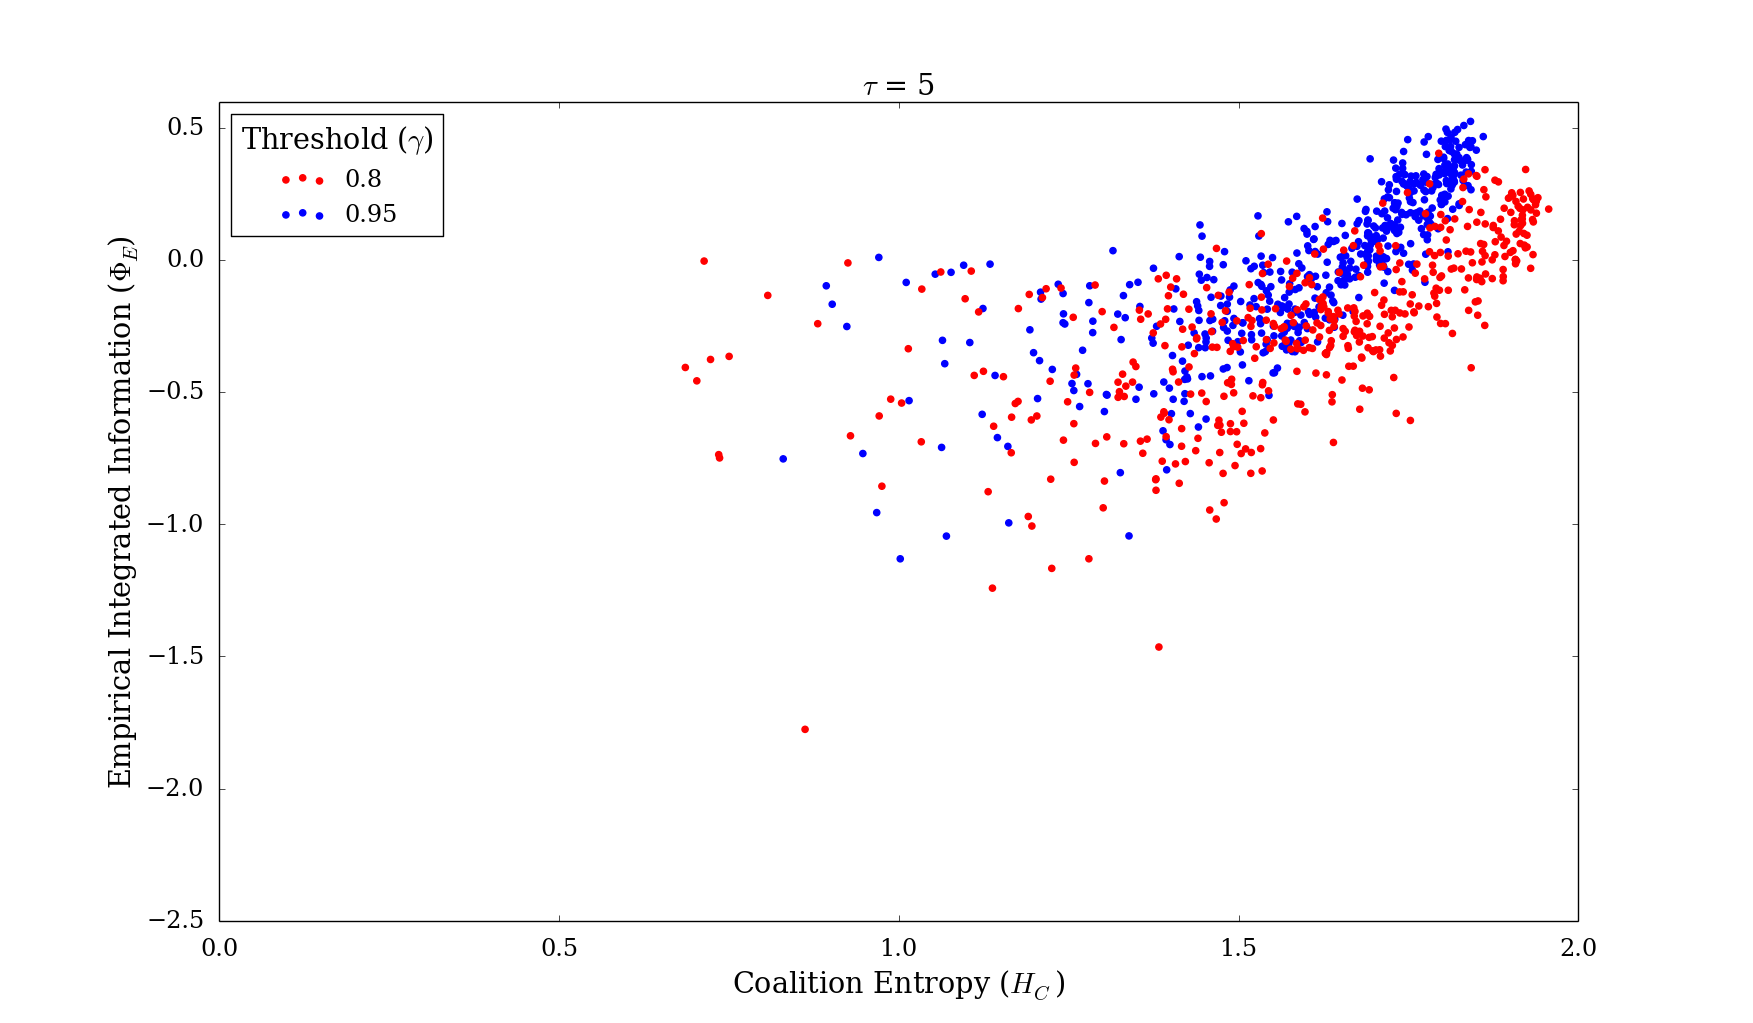 τ = 5
Threshold (γ)
0.8
0.95
Empirical Integrated Information (Φ_E)
0.5
0.0
−0.5
−1.0
−1.5
−2.0
−2.5
0.0 0.5 1.0 1.5 2.0
Coalition Entropy (H_C)